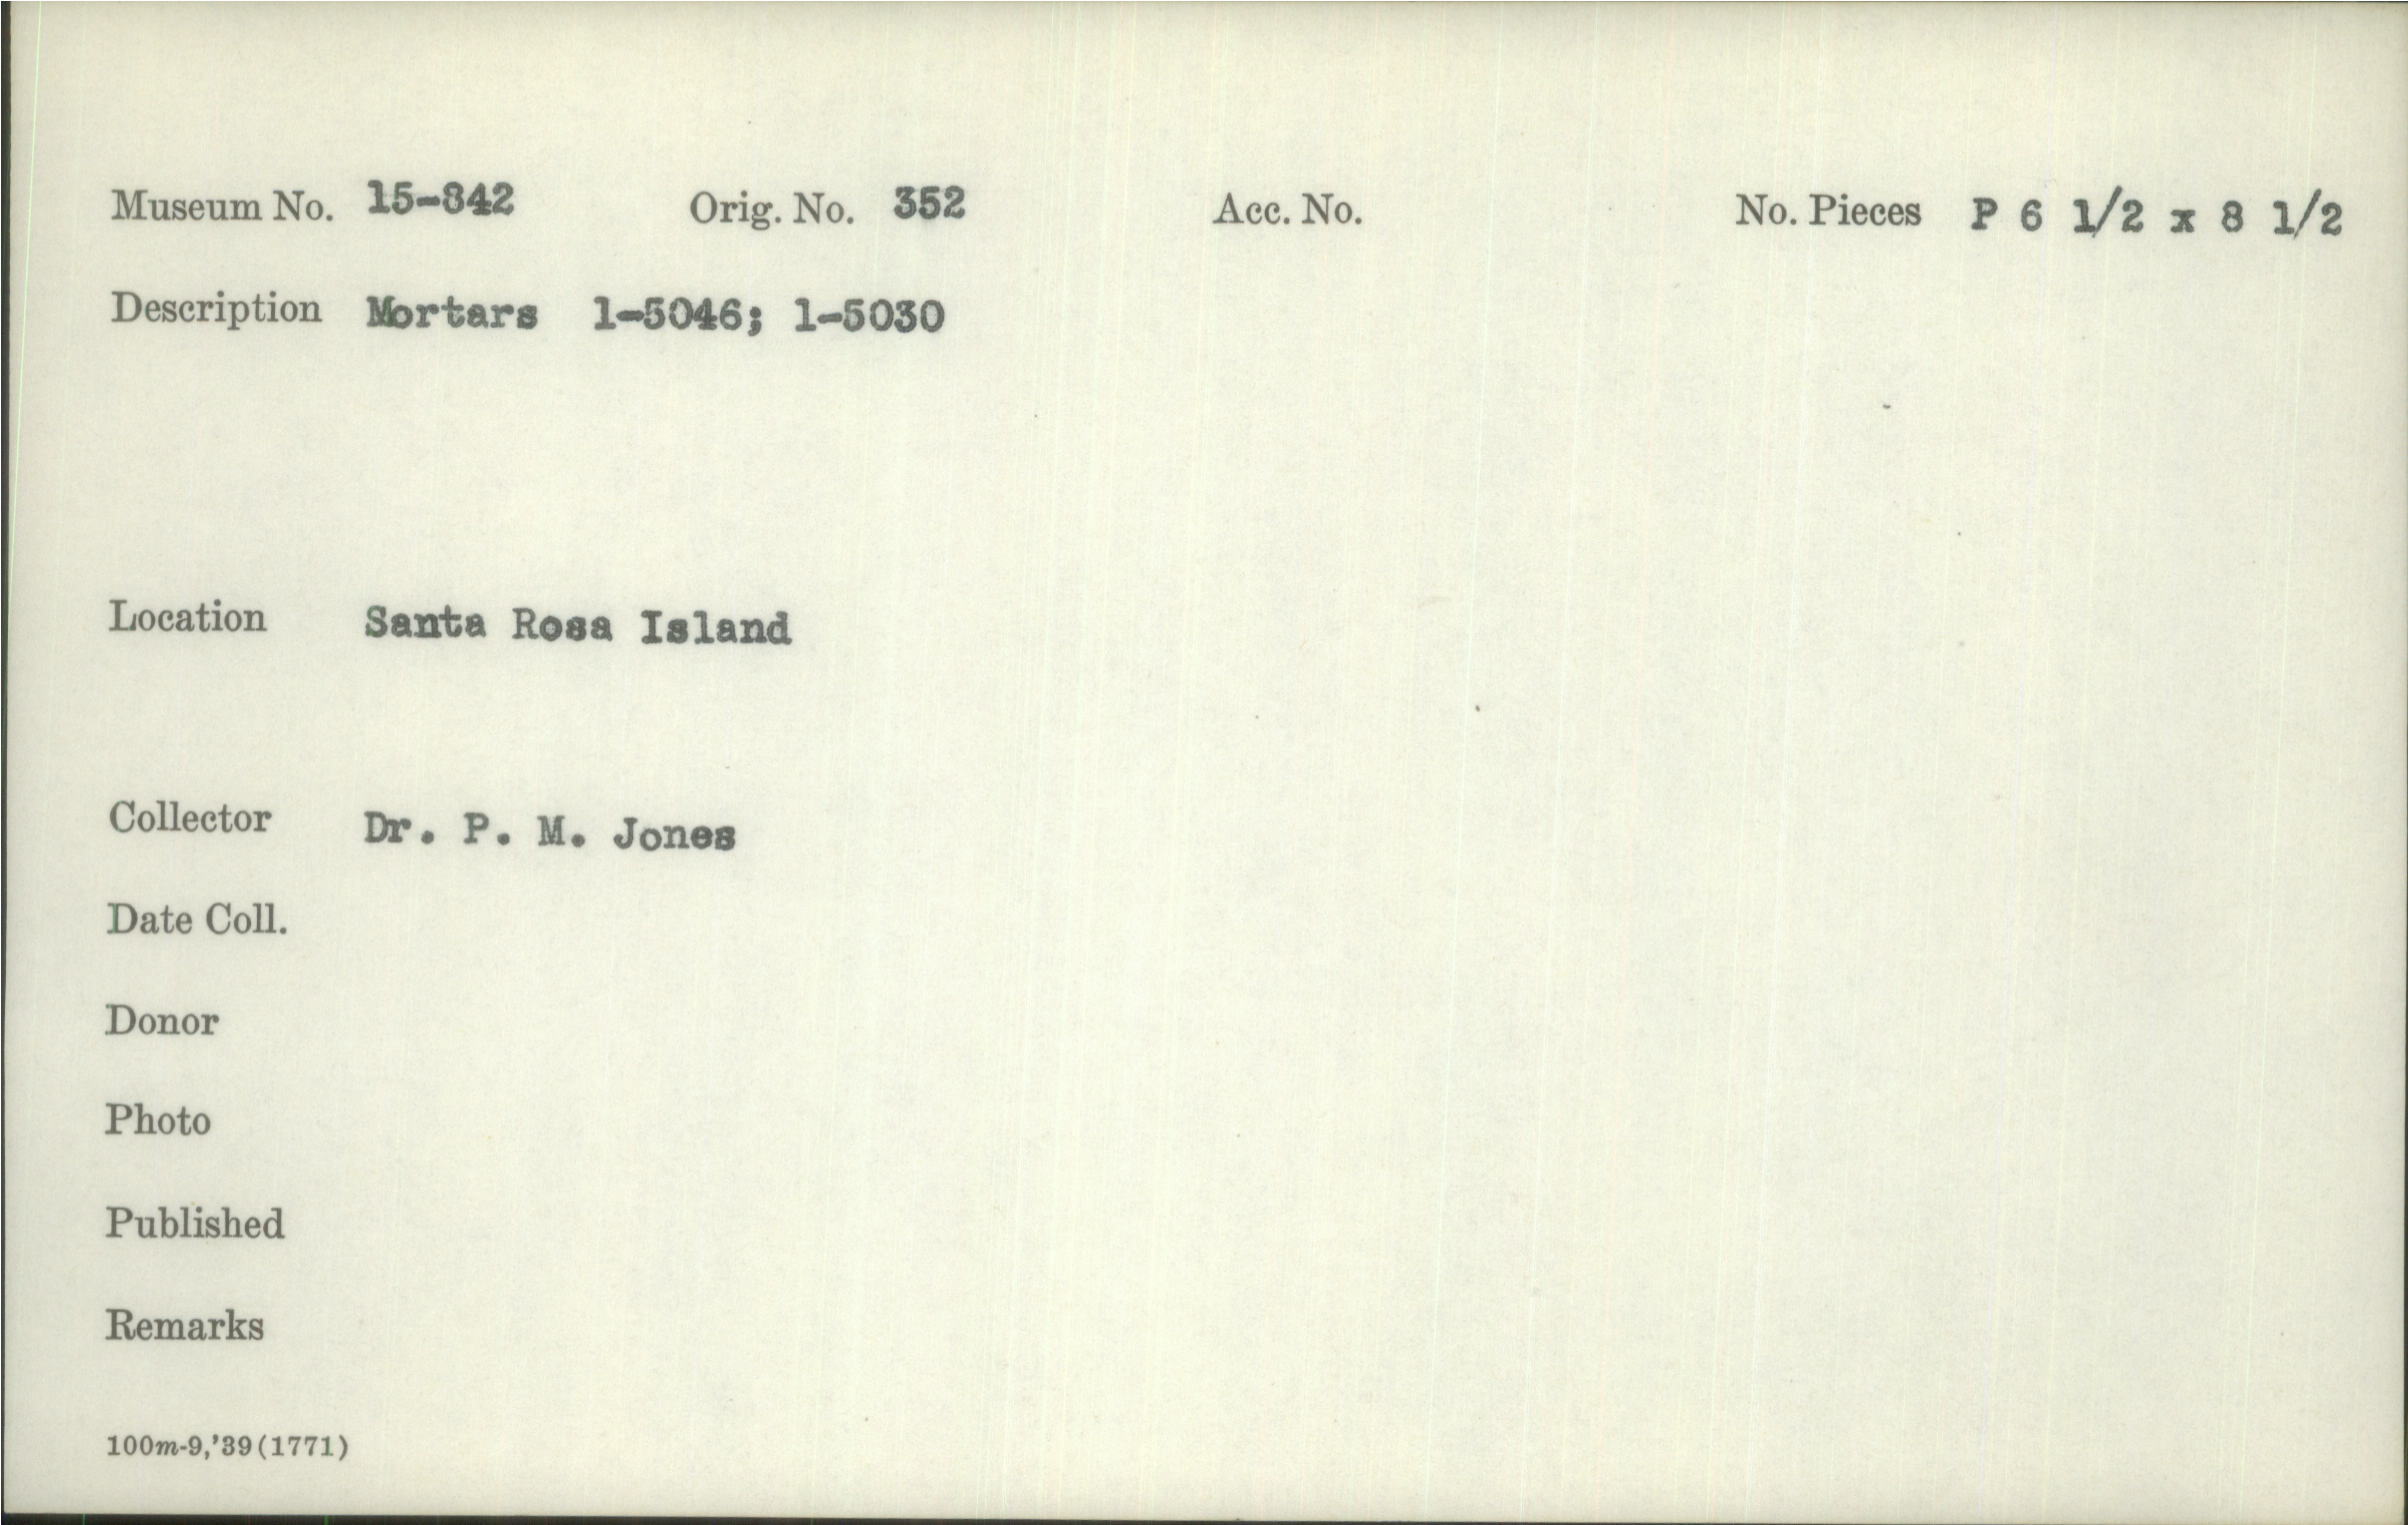 Museum No. 15-842 Orig. No. 352 Acc. No. No. Pieces P 6 1/2 x 8 1/2
Description Mortars 1-5046; 1-5030
Location Santa Rosa Island
Collector Dr. P. M. Jones
Date Coll.
Donor
Photo
Published
Remarks
100m-9,'39(1771)